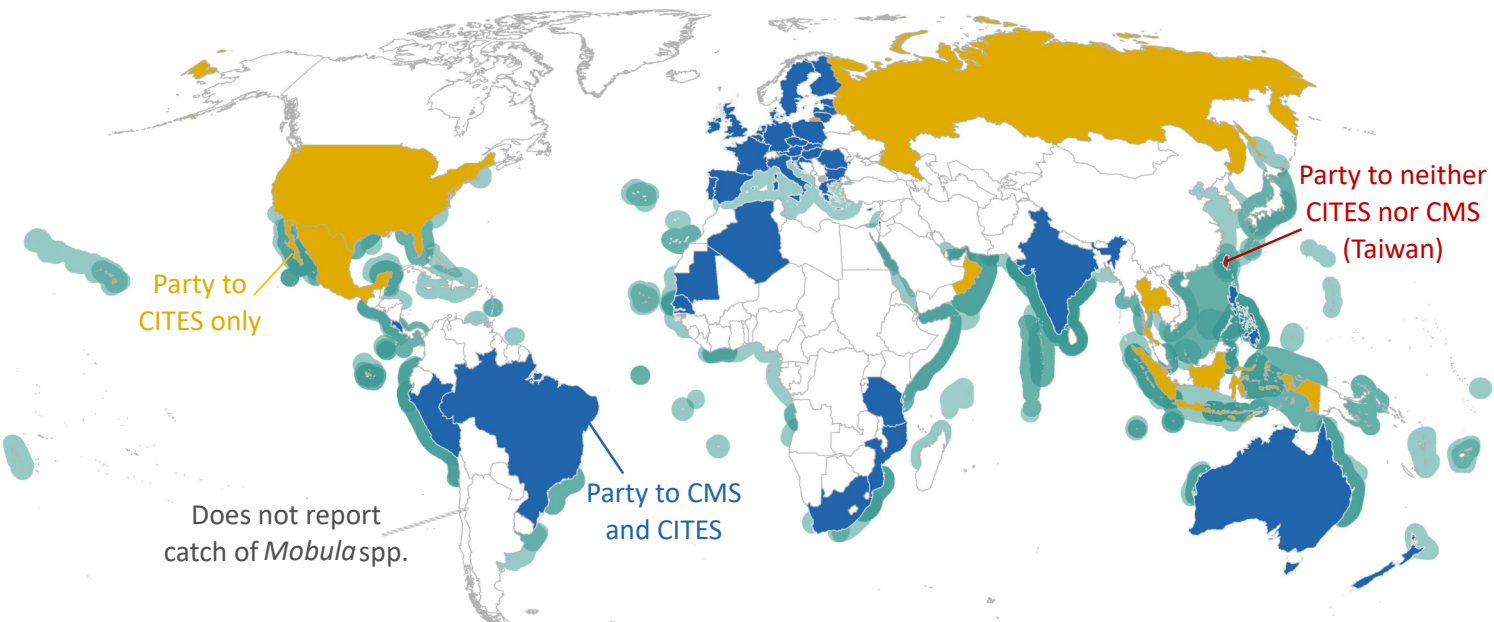 Party to neither
CITES nor CMS
(Taiwan)
Party to
CITES only
Party to CMS
and CITES
Does not report
catch of Mobula spp.